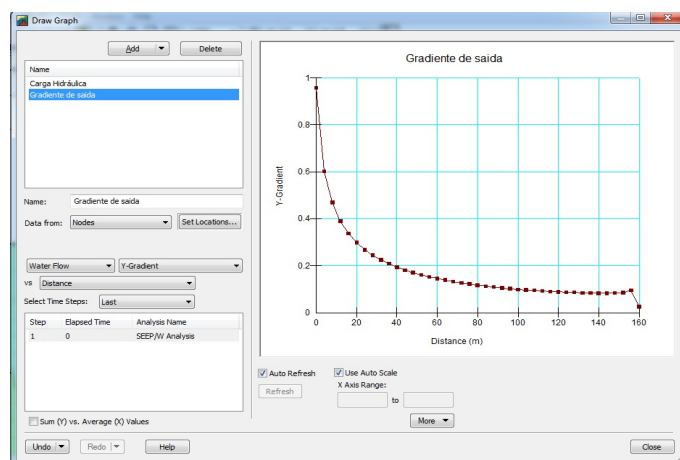 Draw Graph
Add
Delete
Name
Carga Hidráulica
Gradiente de saida
Name: Gradiente de saida
Data from: Nodes Set Locations...
Water Flow Y-Gradient
vs Distance
Select Time Steps: Last
Step Elapsed Time Analysis Name
1 0 SEEP/W Analysis
Sum (Y) vs. Average (X) Values
Undo Redo Help
Gradiente de saida
Y-Gradient
1
0.8
0.6
0.4
0.2
0
0 20 40 60 80 100 120 140 160
Distance (m)
Auto Refresh Use Auto Scale
Refresh
X Axis Range:
to
More
Close